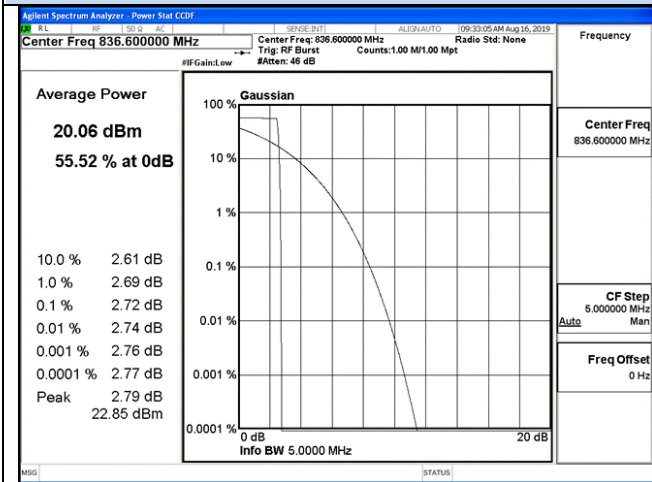 Agilent Spectrum Analyzer - Power Stat CCDF
RL RF 50 Ω AC SENSE:INT ALIGN AUTO 09:33:05 AM Aug 16, 2019
Center Freq 836.600000 MHz
Center Freq: 836.600000 MHz Radio Std: None
Trig: RF Burst Counts:1.00 M/1.00 Mpt
#IFGain:Low #Atten: 46 dB
Frequency
Average Power
20.06 dBm
55.52 % at 0dB
10.0 % 2.61 dB
1.0 % 2.69 dB
0.1 % 2.72 dB
0.01 % 2.74 dB
0.001 % 2.76 dB
0.0001 % 2.77 dB
Peak 2.79 dB
22.85 dBm
Gaussian
100 %
10 %
1 %
0.1 %
0.01 %
0.001 %
0.0001 %
0 dB 20 dB
Info BW 5.0000 MHz
Center Freq
836.600000 MHz
CF Step
5.000000 MHz
Auto Man
Freq Offset
0 Hz
MSG STATUS